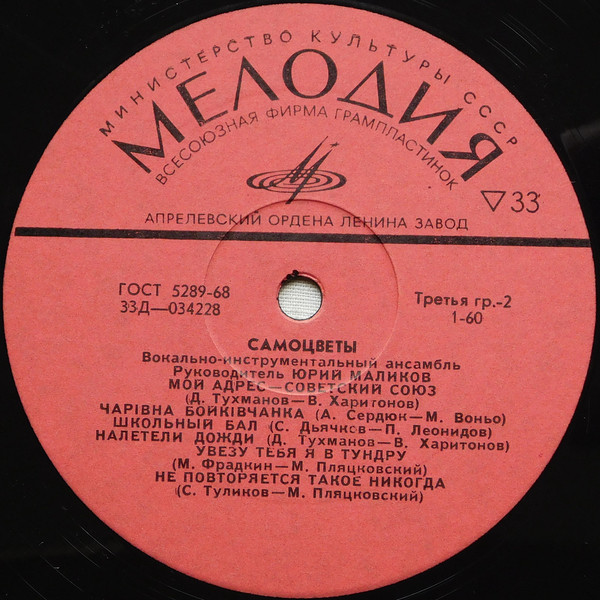 МИНИСТЕРСТВО КУЛЬТУРЫ СССР
МЕЛОДИЯ
ВСЕСОЮЗНАЯ ФИРМА ГРАМПЛАСТИНОК
33
АПРЕЛЕВСКИЙ ОРДЕНА ЛЕНИНА ЗАВОД
ГОСТ 5289-68
33Д—034228
Третья гр.-2
1-60
САМОЦВЕТЫ
Вокально-инструментальный ансамбль
Руководитель ЮРИЙ МАЛИКОВ
МОЙ АДРЕС—СОВЕТСКИЙ СОЮЗ
(Д. Тухманов—В. Харитонов)
ЧАРІВНА БОЙКІВЧАНКА (А. Сердюк—М. Воньо)
ШКОЛЬНЫЙ БАЛ (С. Дьячков—П. Леонидов)
НАЛЕТЕЛИ ДОЖДИ (Д. Тухманов—В. Харитонов)
УВЕЗУ ТЕБЯ Я В ТУНДРУ
(М. Фрадкин—М. Пляцковский)
НЕ ПОВТОРЯЕТСЯ ТАКОЕ НИКОГДА
(С. Туликов—М. Пляцковский)